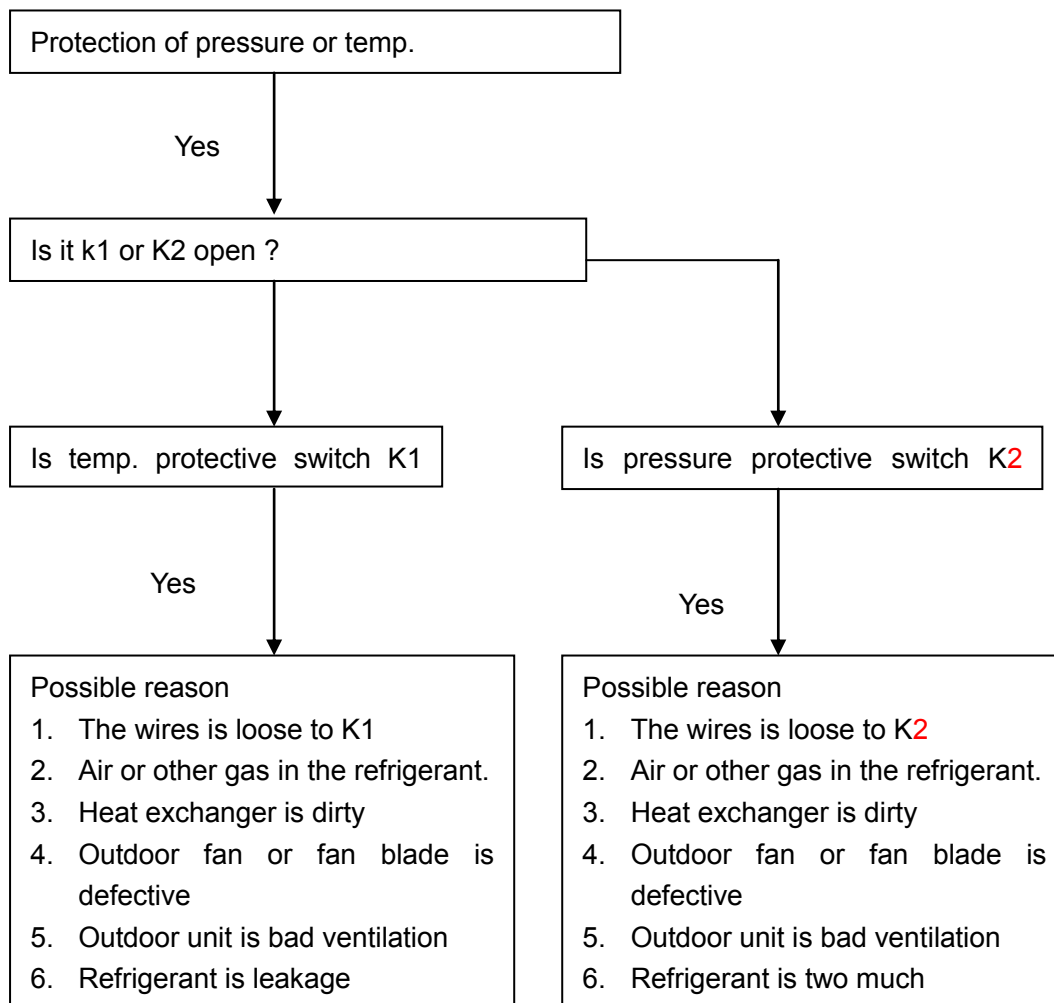 Protection of pressure or temp.
Yes
Is it k1 or K2 open ?
Is temp. protective switch K1
Is pressure protective switch K2
Yes
Yes
Possible reason
1. The wires is loose to K1
2. Air or other gas in the refrigerant.
3. Heat exchanger is dirty
4. Outdoor fan or fan blade is
defective
5. Outdoor unit is bad ventilation
6. Refrigerant is leakage
Possible reason
1. The wires is loose to K2
2. Air or other gas in the refrigerant.
3. Heat exchanger is dirty
4. Outdoor fan or fan blade is
defective
5. Outdoor unit is bad ventilation
6. Refrigerant is two much